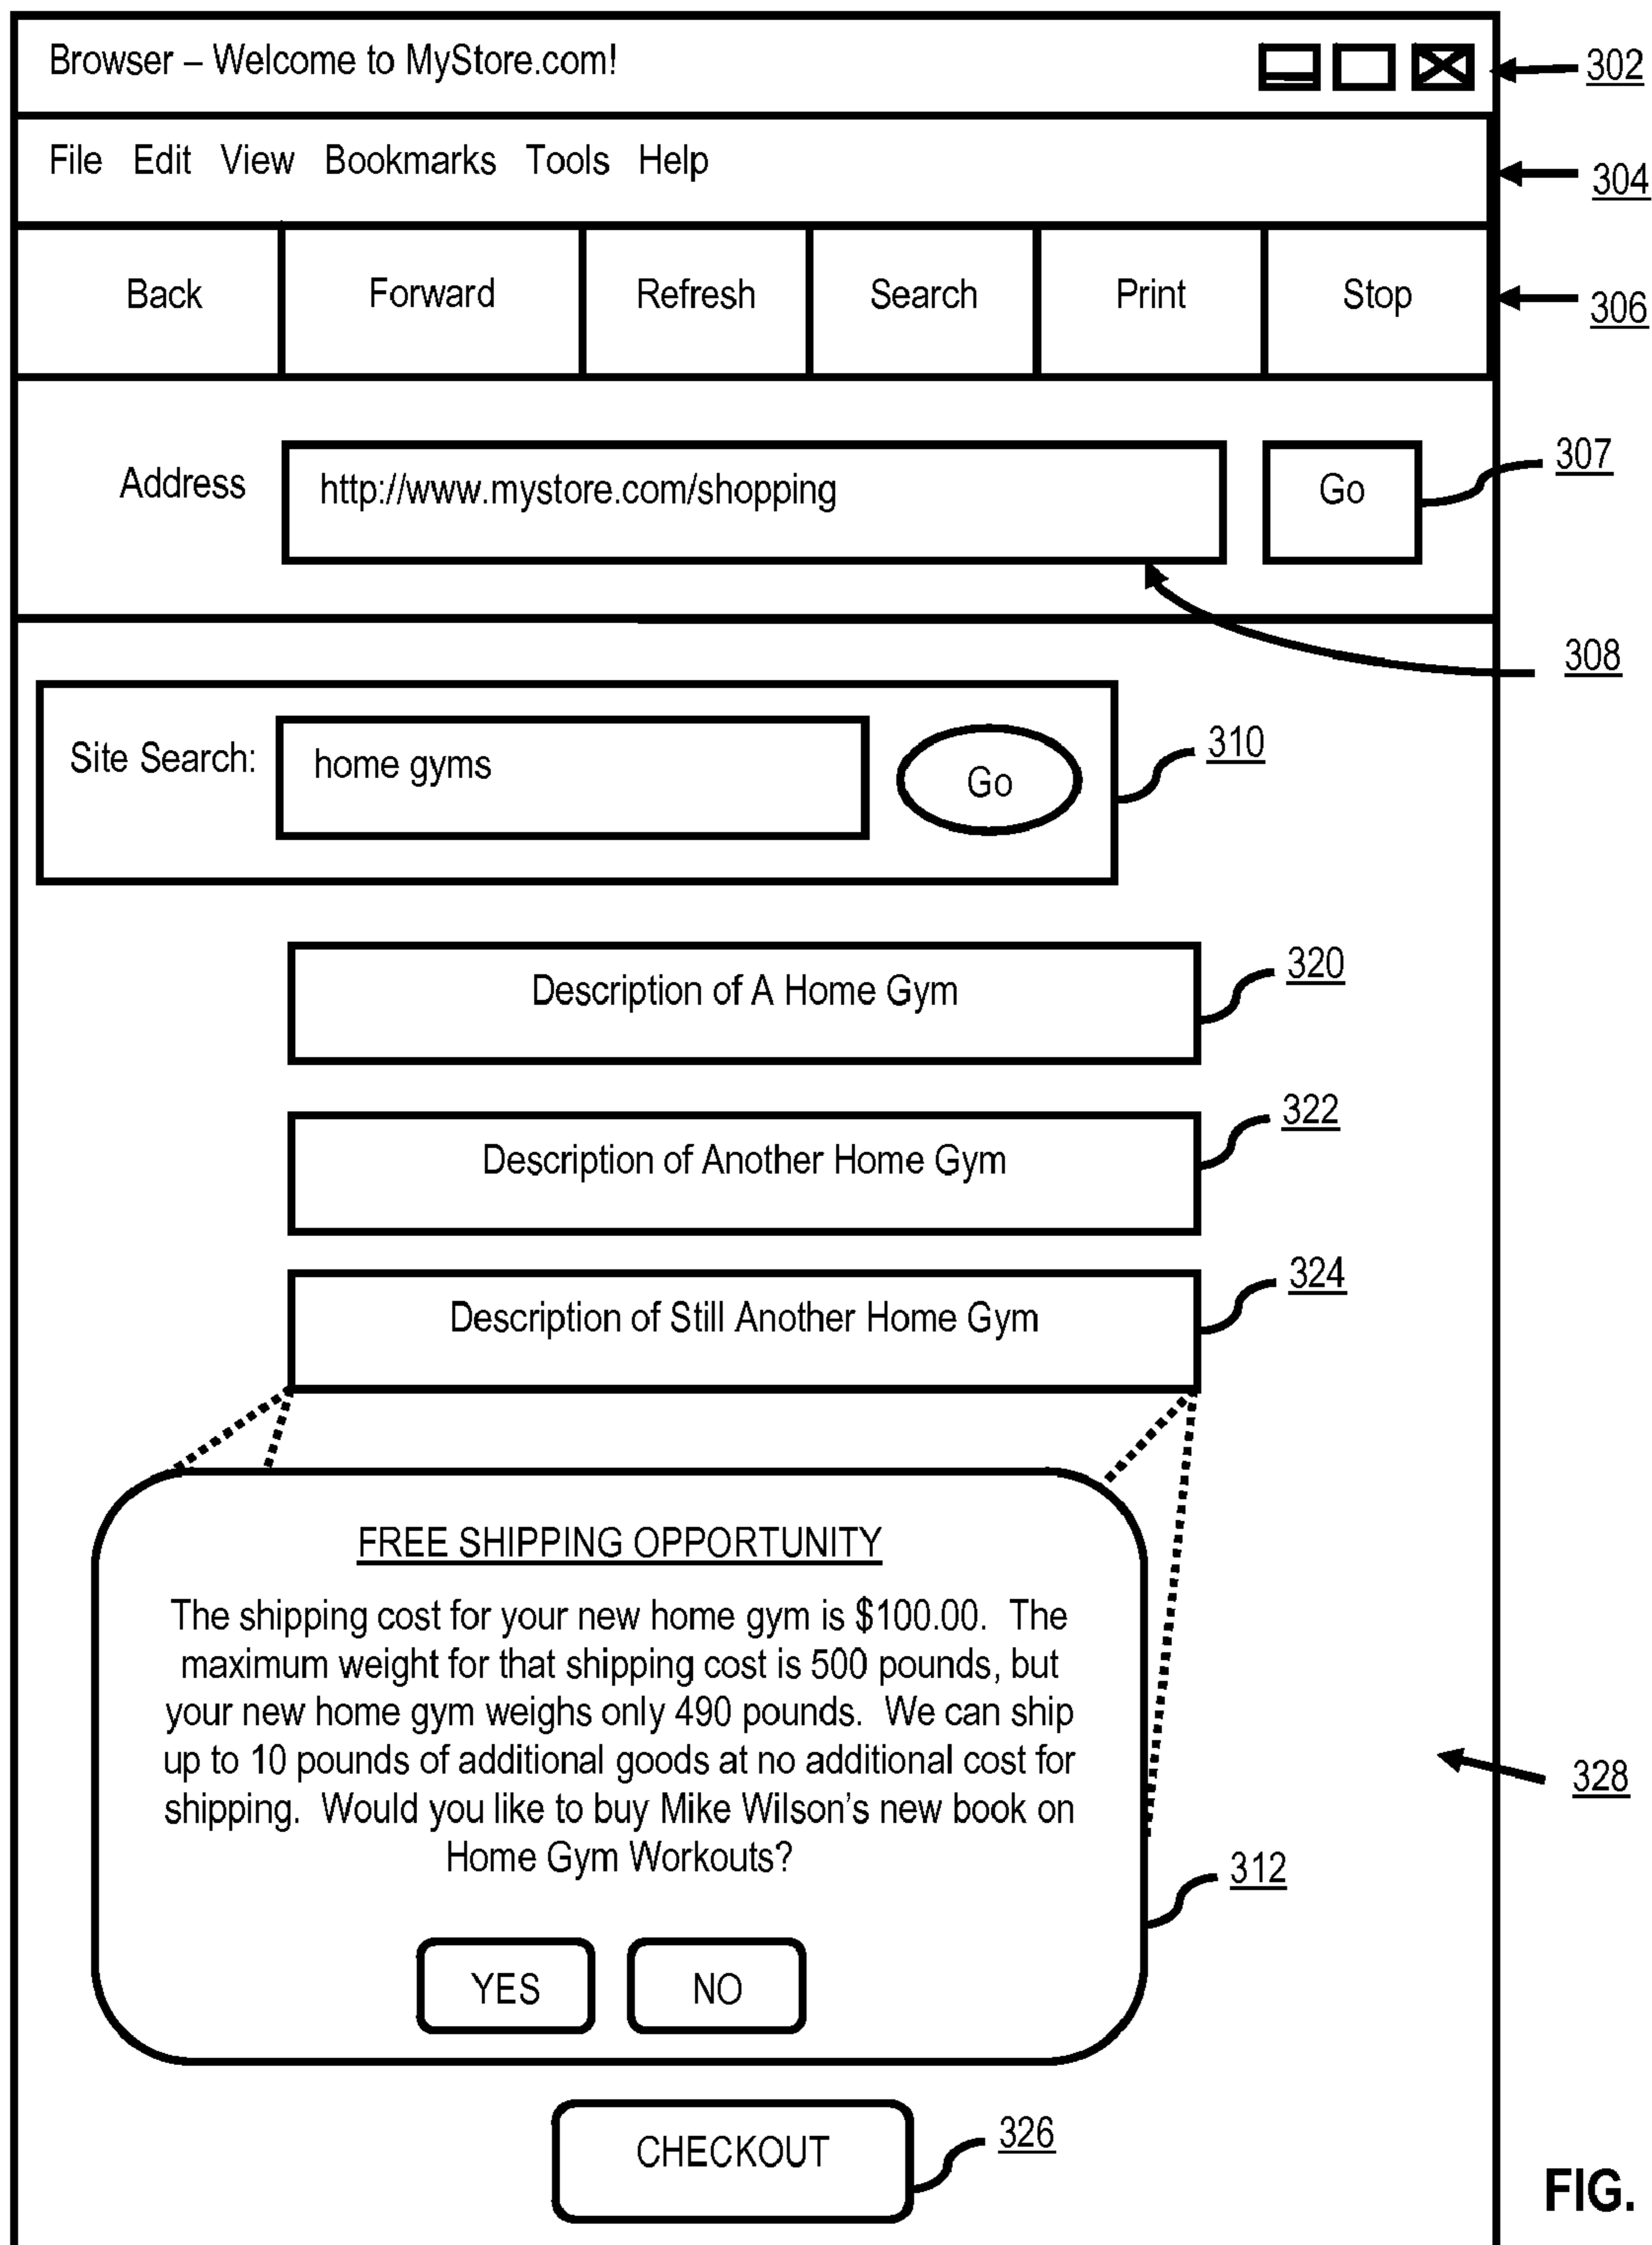 Browser – Welcome to MyStore.com!
302
File Edit View Bookmarks Tools Help
304
Back Forward Refresh Search Print Stop
306
307
Address http://www.mystore.com/shopping Go
308
310
Site Search: home gyms Go
320
Description of A Home Gym
322
Description of Another Home Gym
324
Description of Still Another Home Gym
FREE SHIPPING OPPORTUNITY
The shipping cost for your new home gym is $100.00. The
maximum weight for that shipping cost is 500 pounds, but
your new home gym weighs only 490 pounds. We can ship
up to 10 pounds of additional goods at no additional cost for
shipping. Would you like to buy Mike Wilson's new book on
Home Gym Workouts?
328
312
YES NO
CHECKOUT
326
FIG.